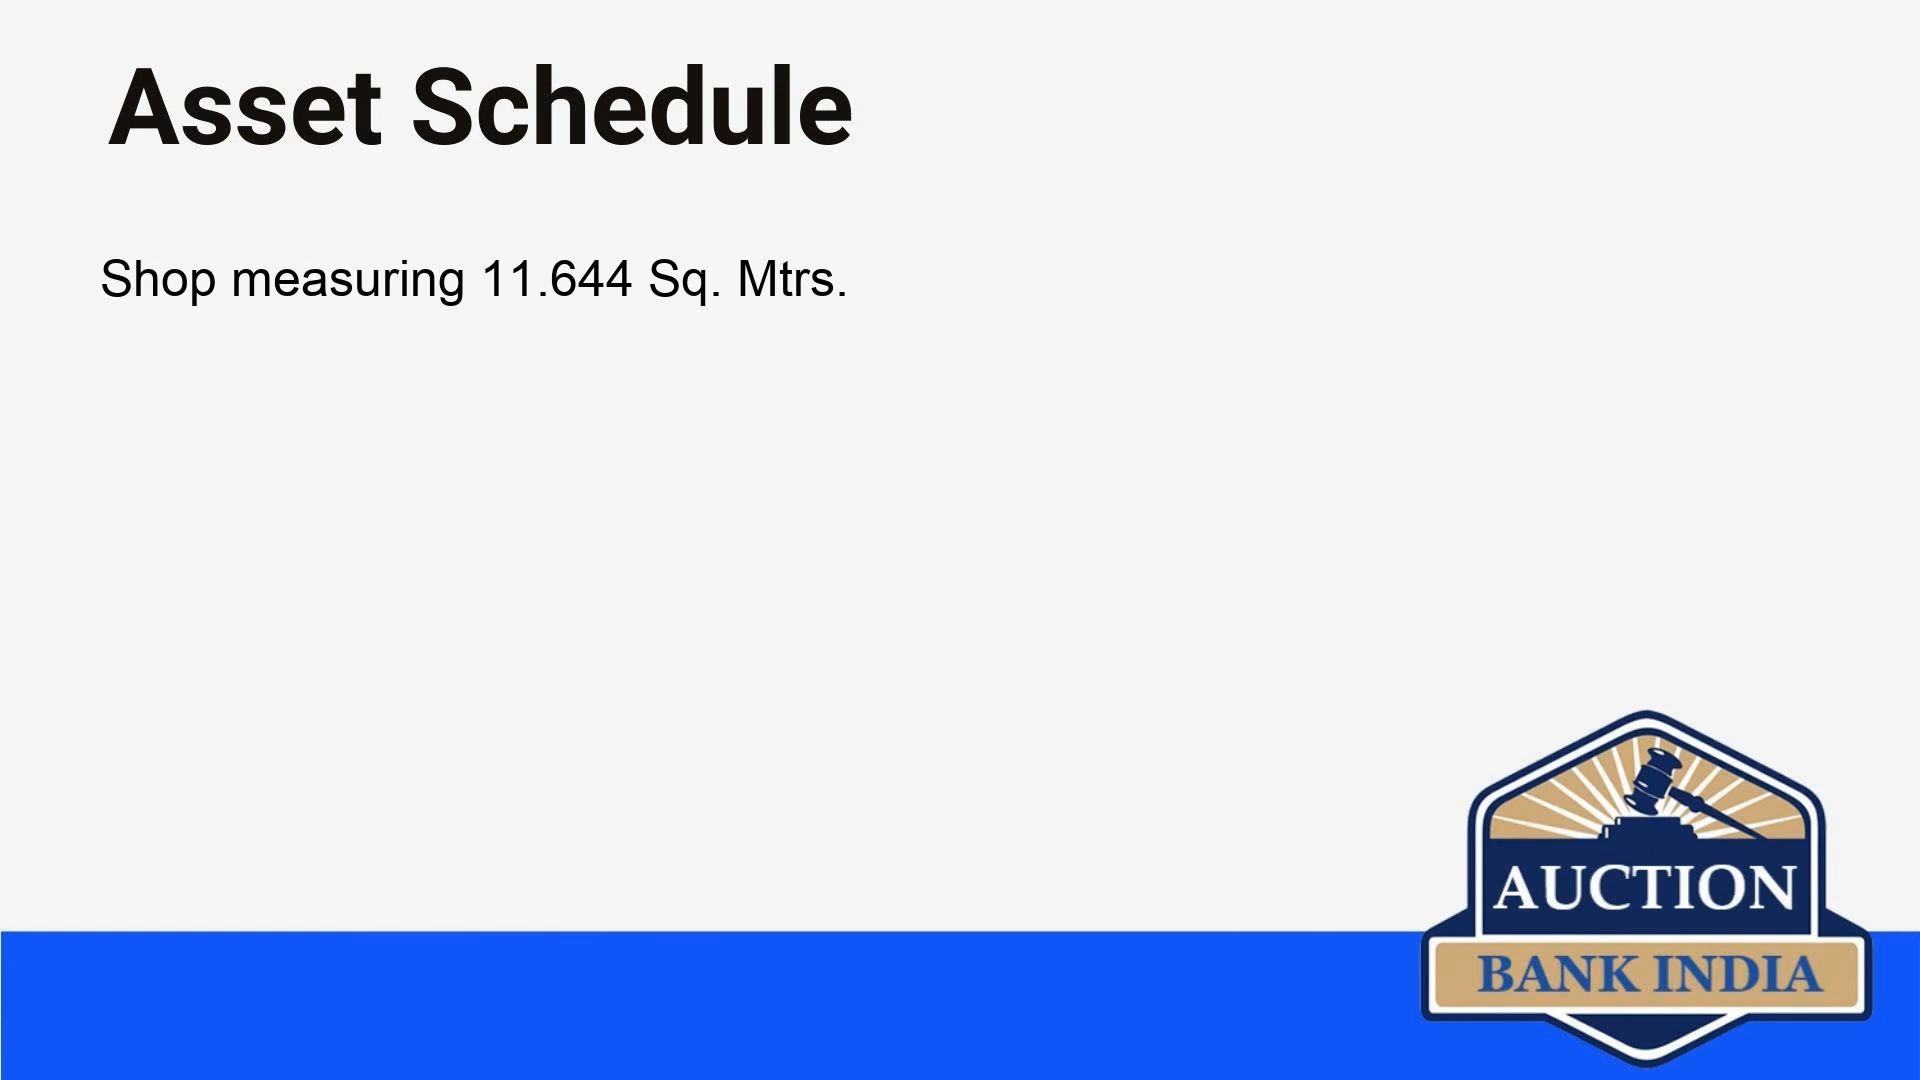 Asset Schedule
Shop measuring 11.644 Sq. Mtrs.
AUCTION
BANK INDIA